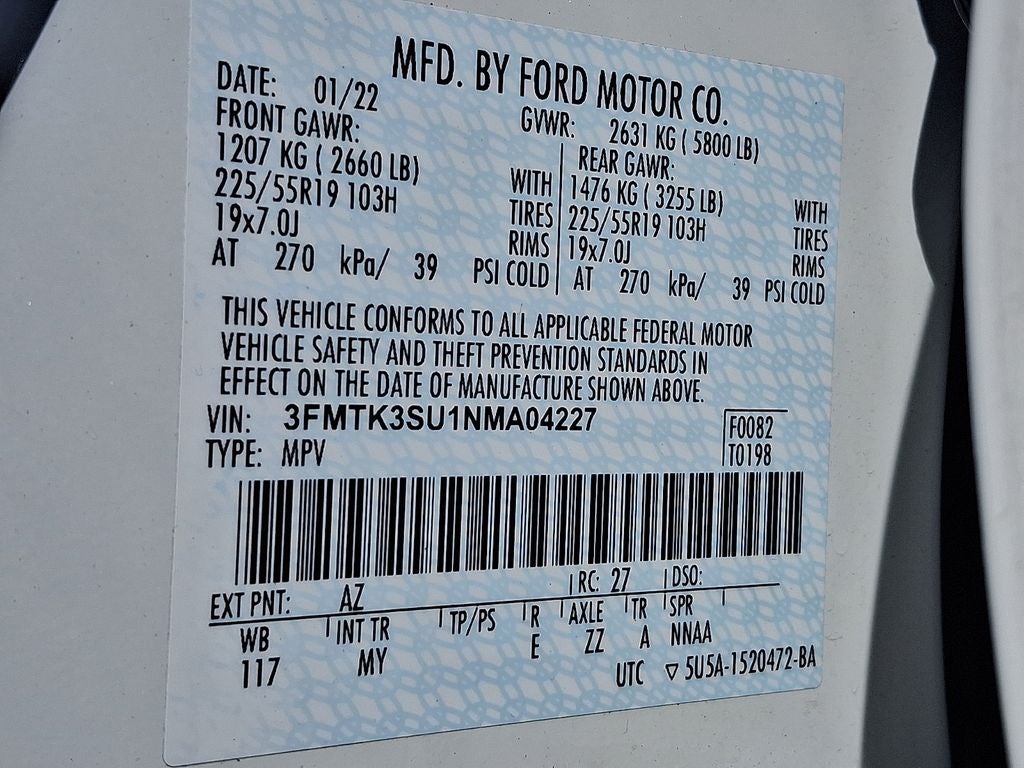 MFD. BY FORD MOTOR CO.
DATE: 01/22
GVWR: 2631 KG ( 5800 LB)
FRONT GAWR:
1207 KG ( 2660 LB) WITH
225/55R19 103H TIRES
19x7.0J RIMS
AT 270 kPa/ 39 PSI COLD
REAR GAWR:
1476 KG ( 3255 LB) WITH
225/55R19 103H TIRES
19x7.0J RIMS
AT 270 kPa/ 39 PSI COLD
THIS VEHICLE CONFORMS TO ALL APPLICABLE FEDERAL MOTOR
VEHICLE SAFETY AND THEFT PREVENTION STANDARDS IN
EFFECT ON THE DATE OF MANUFACTURE SHOWN ABOVE.
VIN: 3FMTK3SU1NMA04227
TYPE: MPV
F0082
T0198
EXT PNT: AZ RC: 27 DSO:
WB INT TR TP/PS R AXLE TR SPR
117 MY E ZZ A NNAA
UTC ▽ 5U5A-1520472-BA